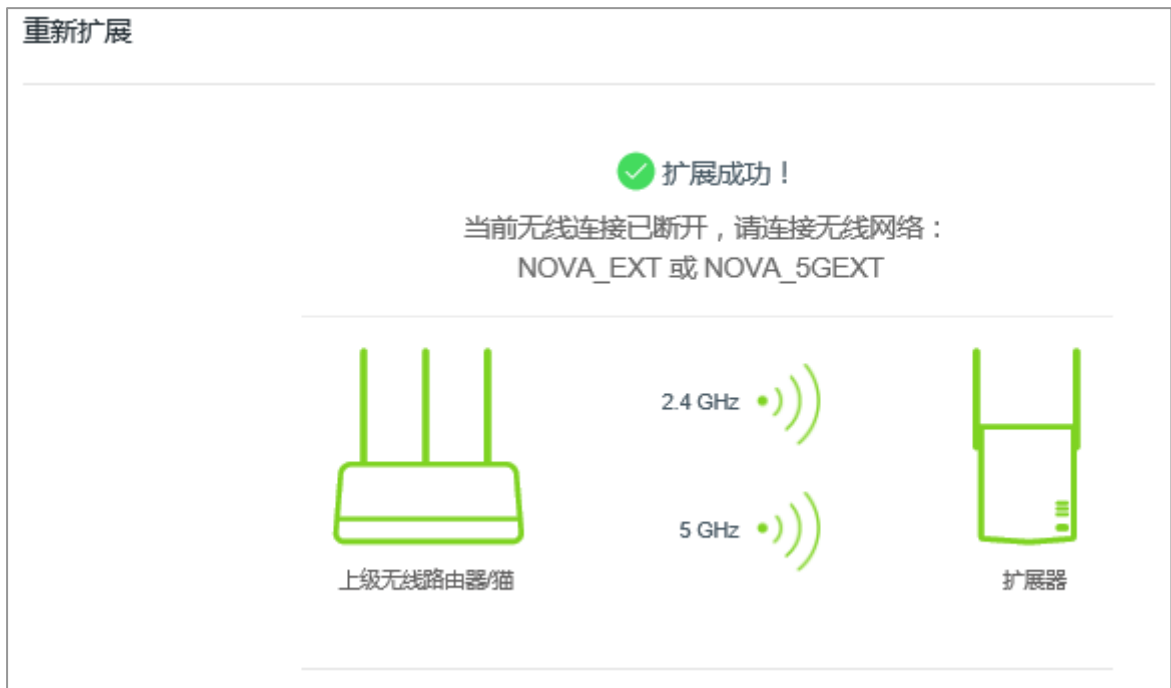 重新扩展
扩展成功！
当前无线连接已断开，请连接无线网络：
NOVA_EXT 或 NOVA_5GEXT
2.4 GHz
5 GHz
上级无线路由器/猫
扩展器